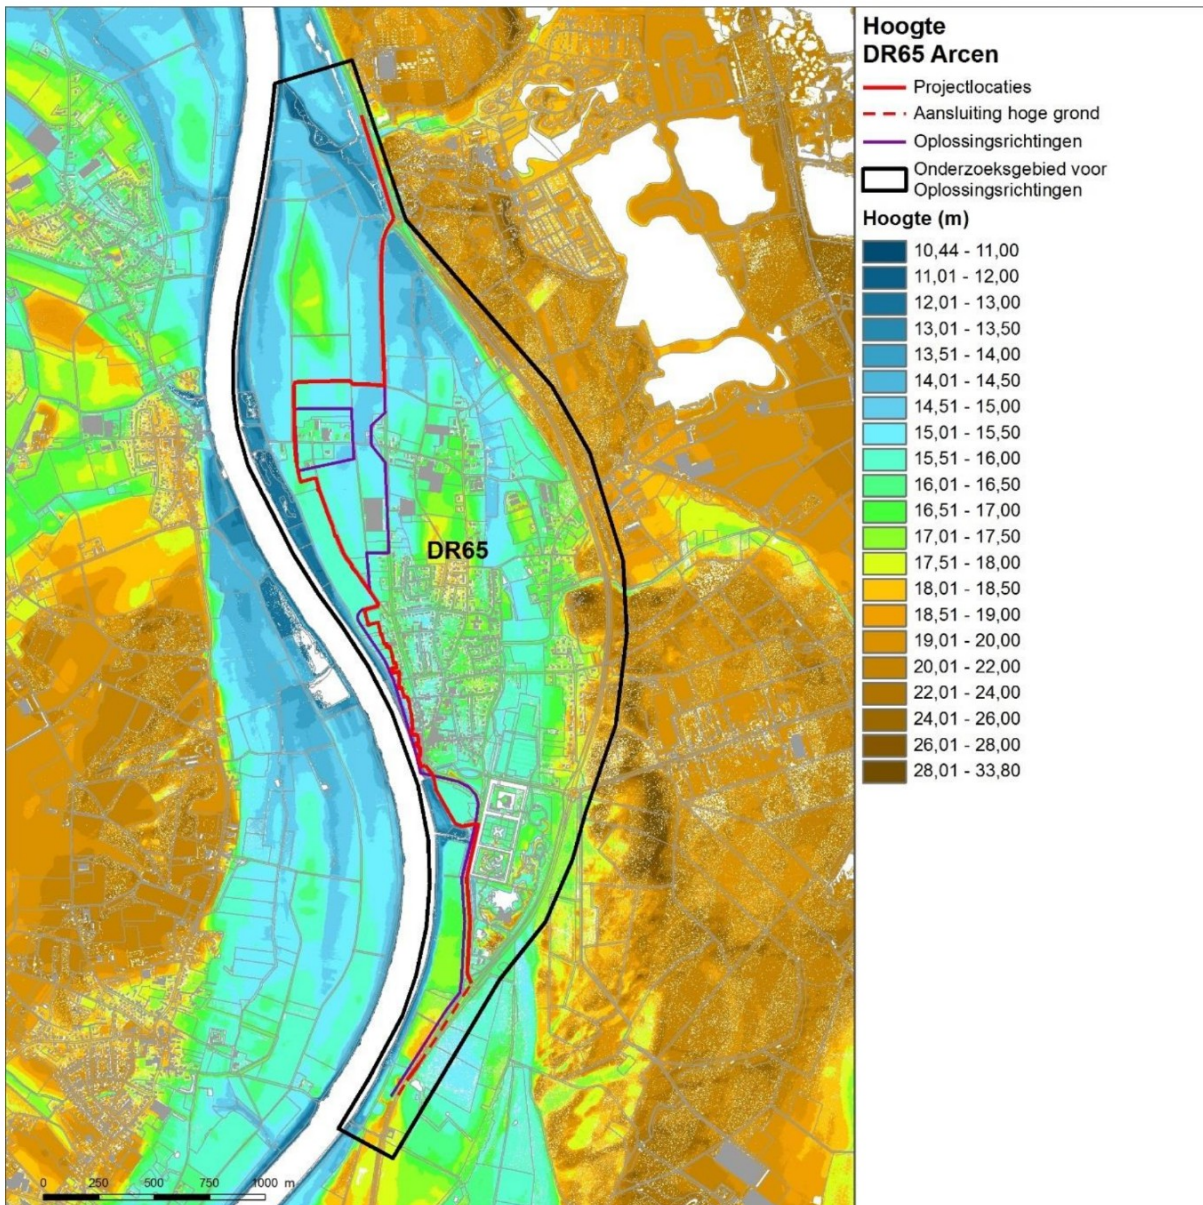 Hoogte
DR65 Arcen
Projectlocaties
Aansluiting hoge grond
Oplossingsrichtingen
Onderzoeksgebied voor
Oplossingsrichtingen
Hoogte (m)
10,44 - 11,00
11,01 - 12,00
12,01 - 13,00
13,01 - 13,50
13,51 - 14,00
14,01 - 14,50
14,51 - 15,00
15,01 - 15,50
15,51 - 16,00
16,01 - 16,50
16,51 - 17,00
17,01 - 17,50
17,51 - 18,00
18,01 - 18,50
18,51 - 19,00
19,01 - 20,00
20,01 - 22,00
22,01 - 24,00
24,01 - 26,00
26,01 - 28,00
28,01 - 33,80
DR65
0 250 500 750 1000 m